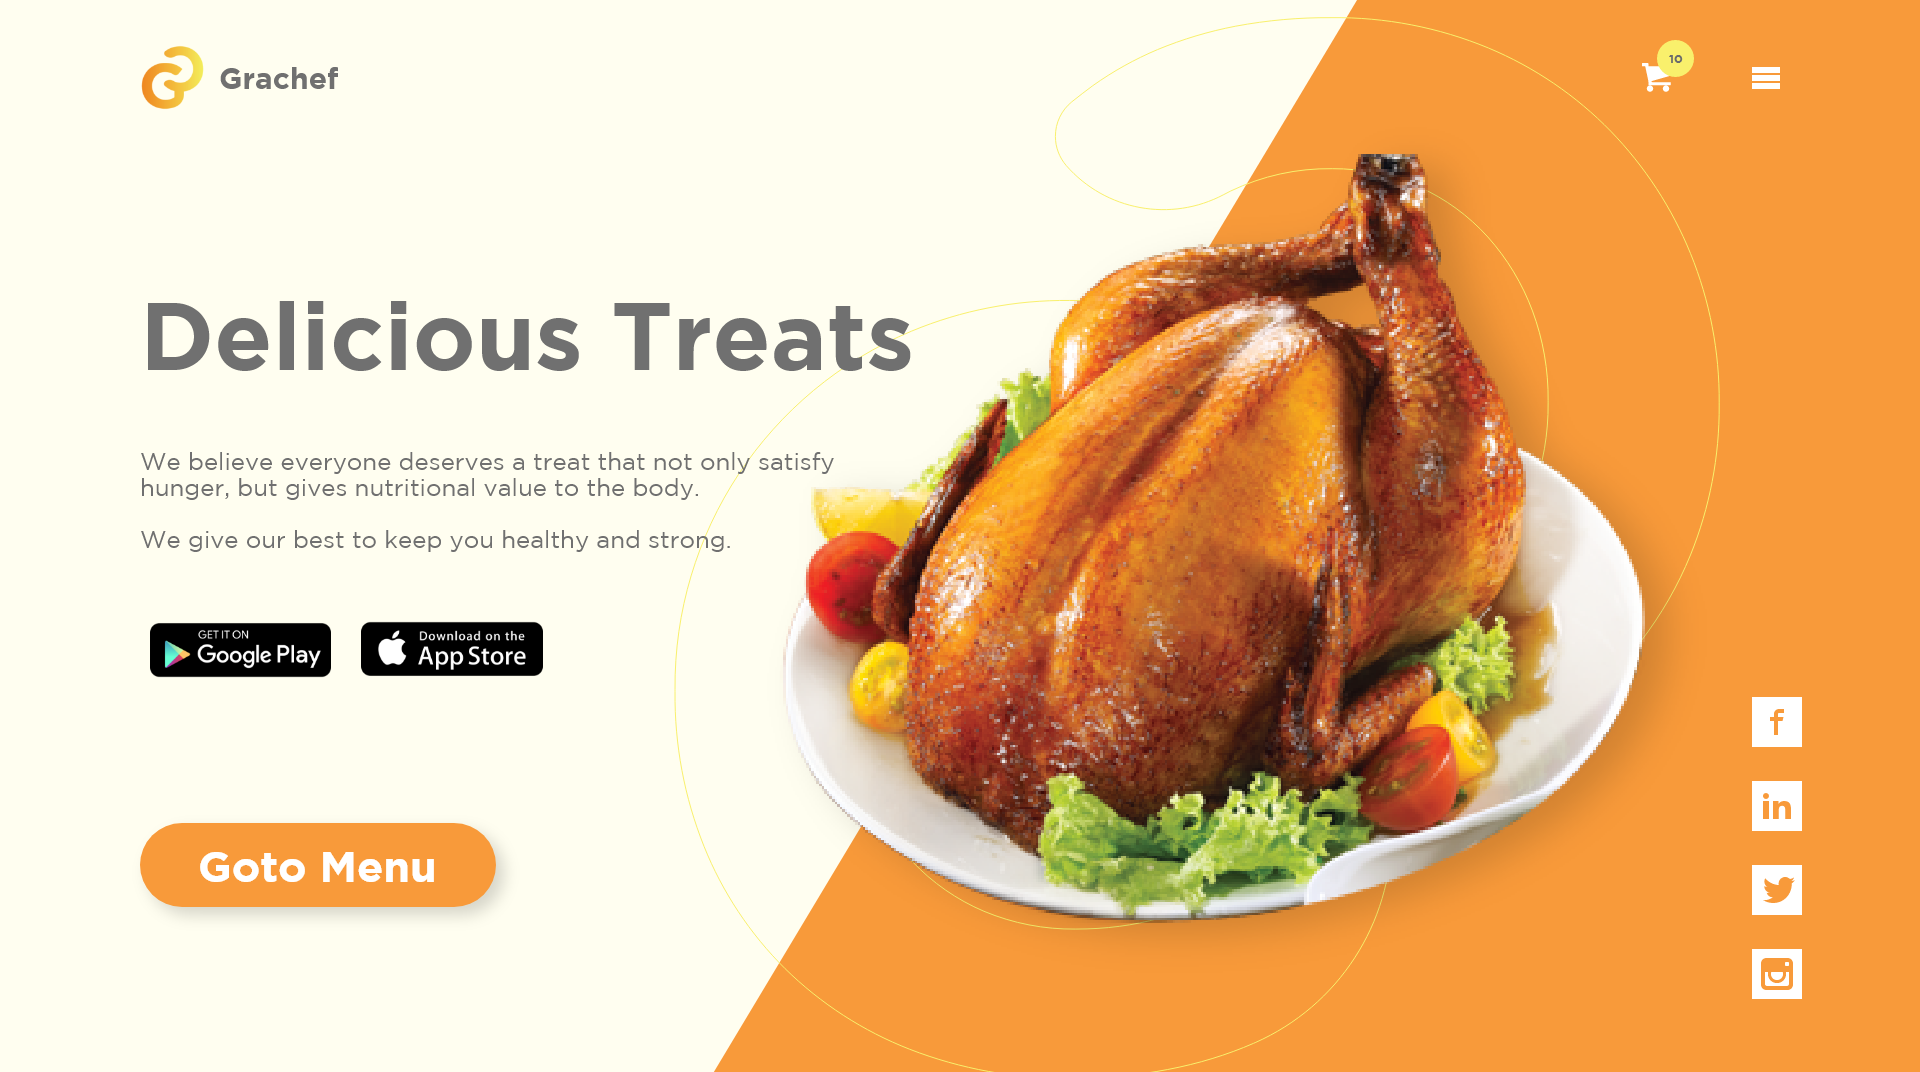 Grachef
10
Delicious Treats
We believe everyone deserves a treat that not only satisfy
hunger, but gives nutritional value to the body.
We give our best to keep you healthy and strong.
GET IT ON
Google Play
Download on the
App Store
Goto Menu
f
in